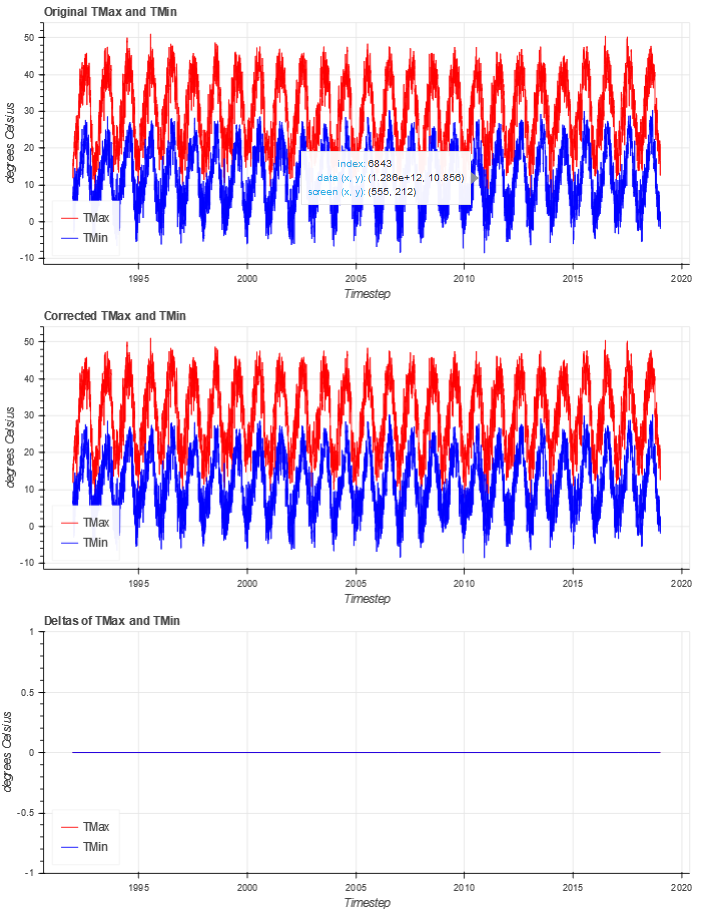 Original TMax and TMin
50
40
30
20
10
0
-10
degrees Celsius
index: 6843
data (x, y): (1.286e+12, 10.856)
screen (x, y): (555, 212)
TMax
TMin
1995 2000 2005 2010 2015 2020
Timestep
Corrected TMax and TMin
50
40
30
20
10
0
-10
degrees Celsius
TMax
TMin
1995 2000 2005 2010 2015 2020
Timestep
Deltas of TMax and TMin
1
0.5
0
-0.5
-1
degrees Celsius
TMax
TMin
1995 2000 2005 2010 2015 2020
Timestep